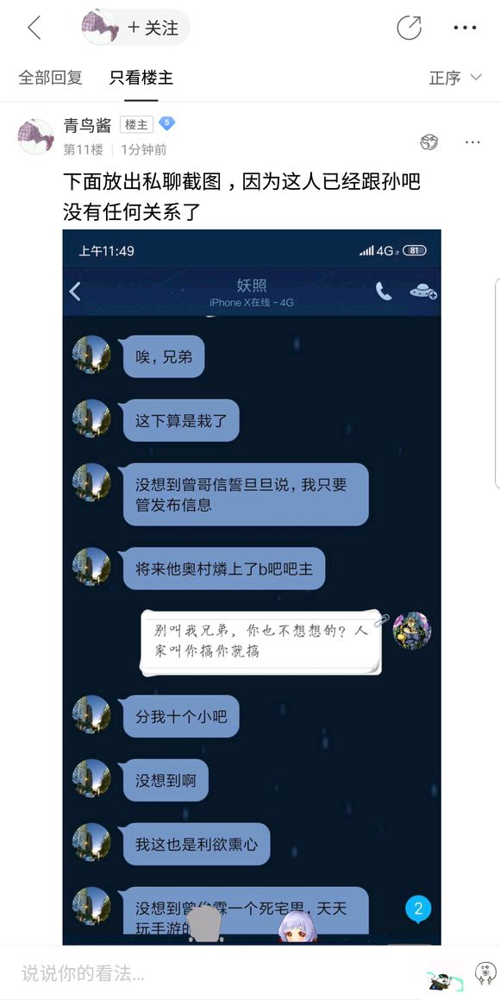 + 关注
全部回复 只看楼主 正序
青鸟酱 楼主 5
第11楼 1分钟前
下面放出私聊截图，因为这人已经跟孙吧
没有任何关系了
上午11:49 4G 81
妖照
iPhone X在线 - 4G
唉，兄弟
这下算是栽了
没想到曾哥信誓旦旦说，我只要
管发布信息
将来他奥村燐上了b吧吧主
别叫我兄弟，你也不想想的？人
家叫你搞你就搞
分我十个小吧
没想到啊
我这也是利欲熏心
没想到曾俊霖一个死宅男，天天
玩手游的
2
说说你的看法...